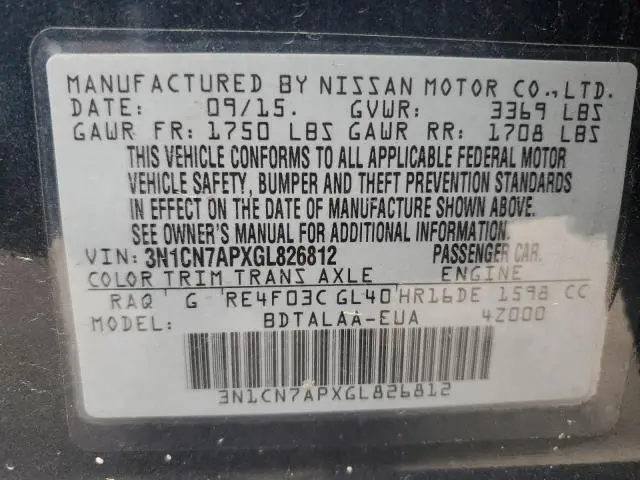 MANUFACTURED BY NISSAN MOTOR CO.,LTD.
DATE: 09/15. GVWR: 3369 LBS
GAWR FR: 1750 LBS GAWR RR: 1708 LBS
THIS VEHICLE CONFORMS TO ALL APPLICABLE FEDERAL MOTOR
VEHICLE SAFETY, BUMPER AND THEFT PREVENTION STANDARDS
IN EFFECT ON THE DATE OF MANUFACTURE SHOWN ABOVE.
SEE OWNER'S MANUAL FOR ADDITIONAL INFORMATION.
VIN: 3N1CN7APXGL826812 PASSENGER CAR.
COLOR TRIM TRANS AXLE ENGINE
RAQ G RE4F03C GL40 HR16DE 1598 CC
MODEL: BDTALAA-EUA 4Z000
3N1CN7APXGL826812